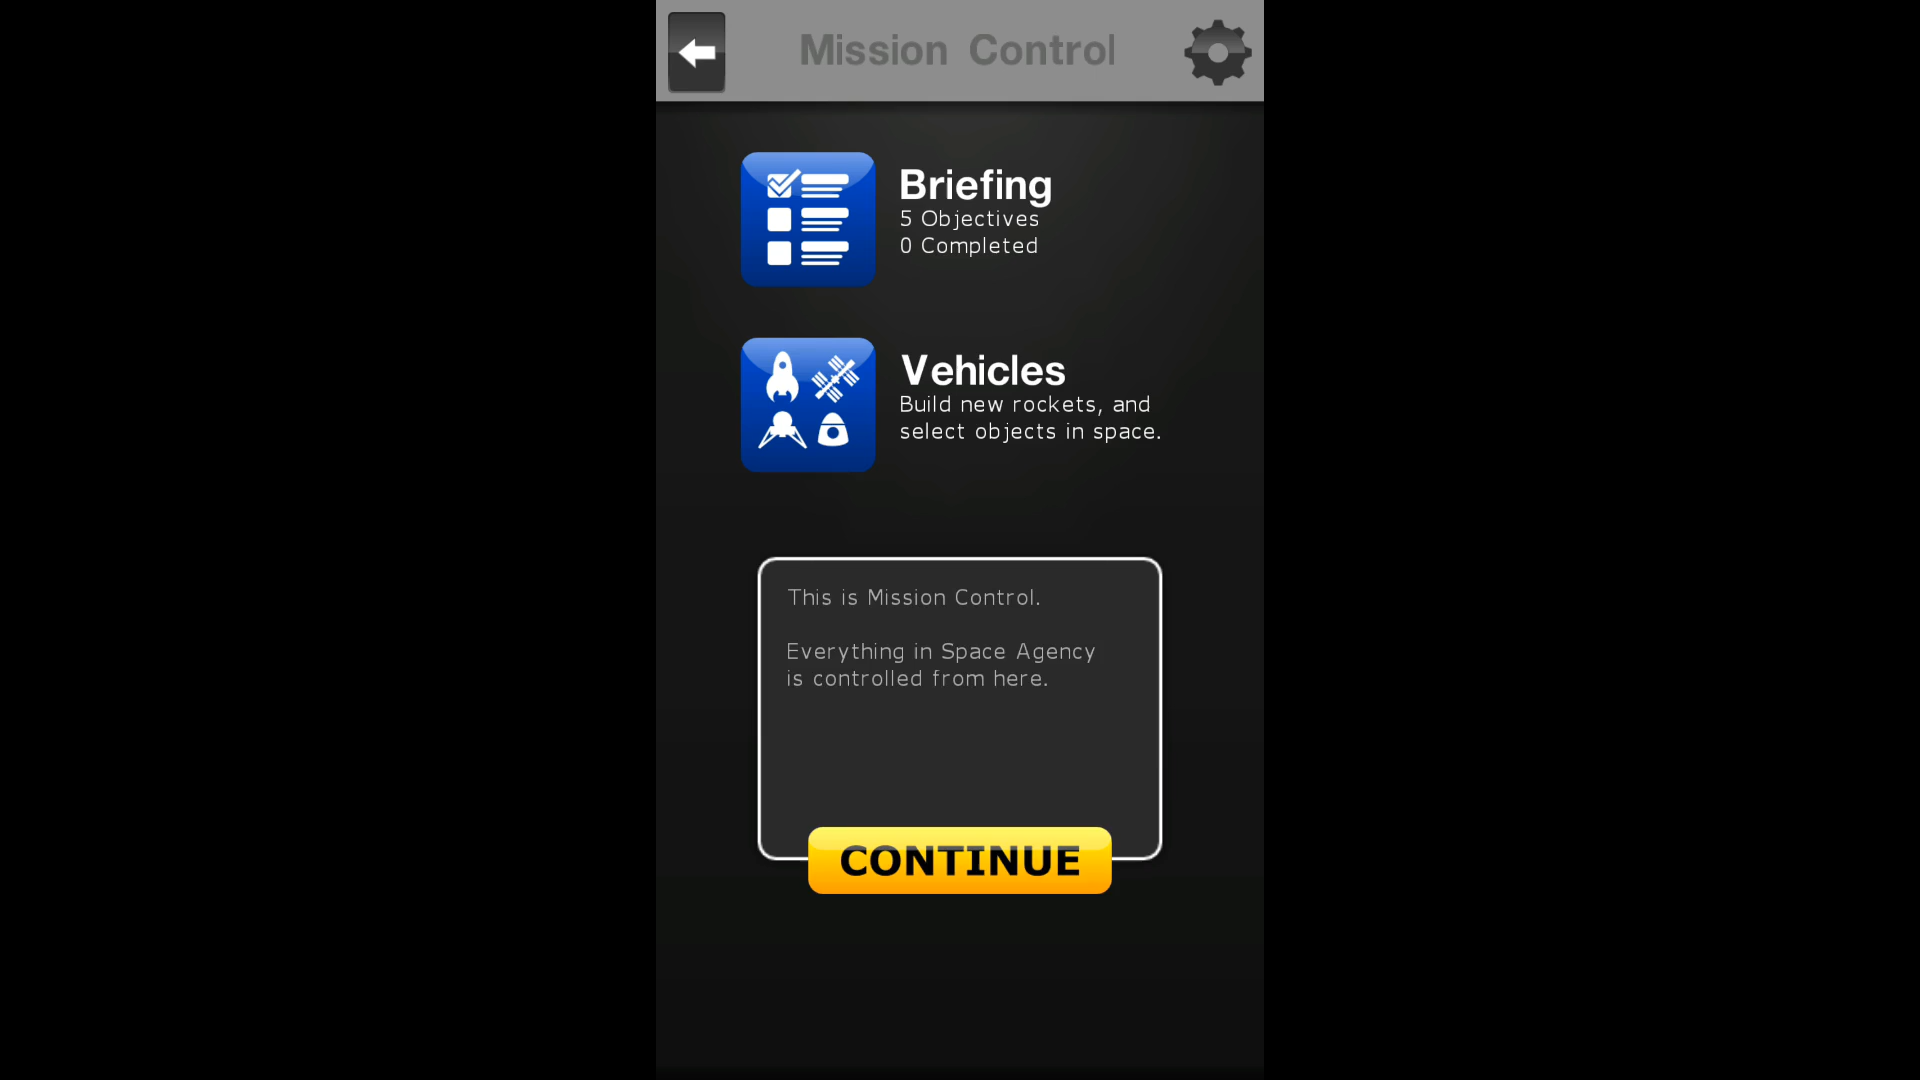 Mission Control
Briefing
5 Objectives
0 Completed
Vehicles
Build new rockets, and
select objects in space.
This is Mission Control.
Everything in Space Agency
is controlled from here.
CONTINUE